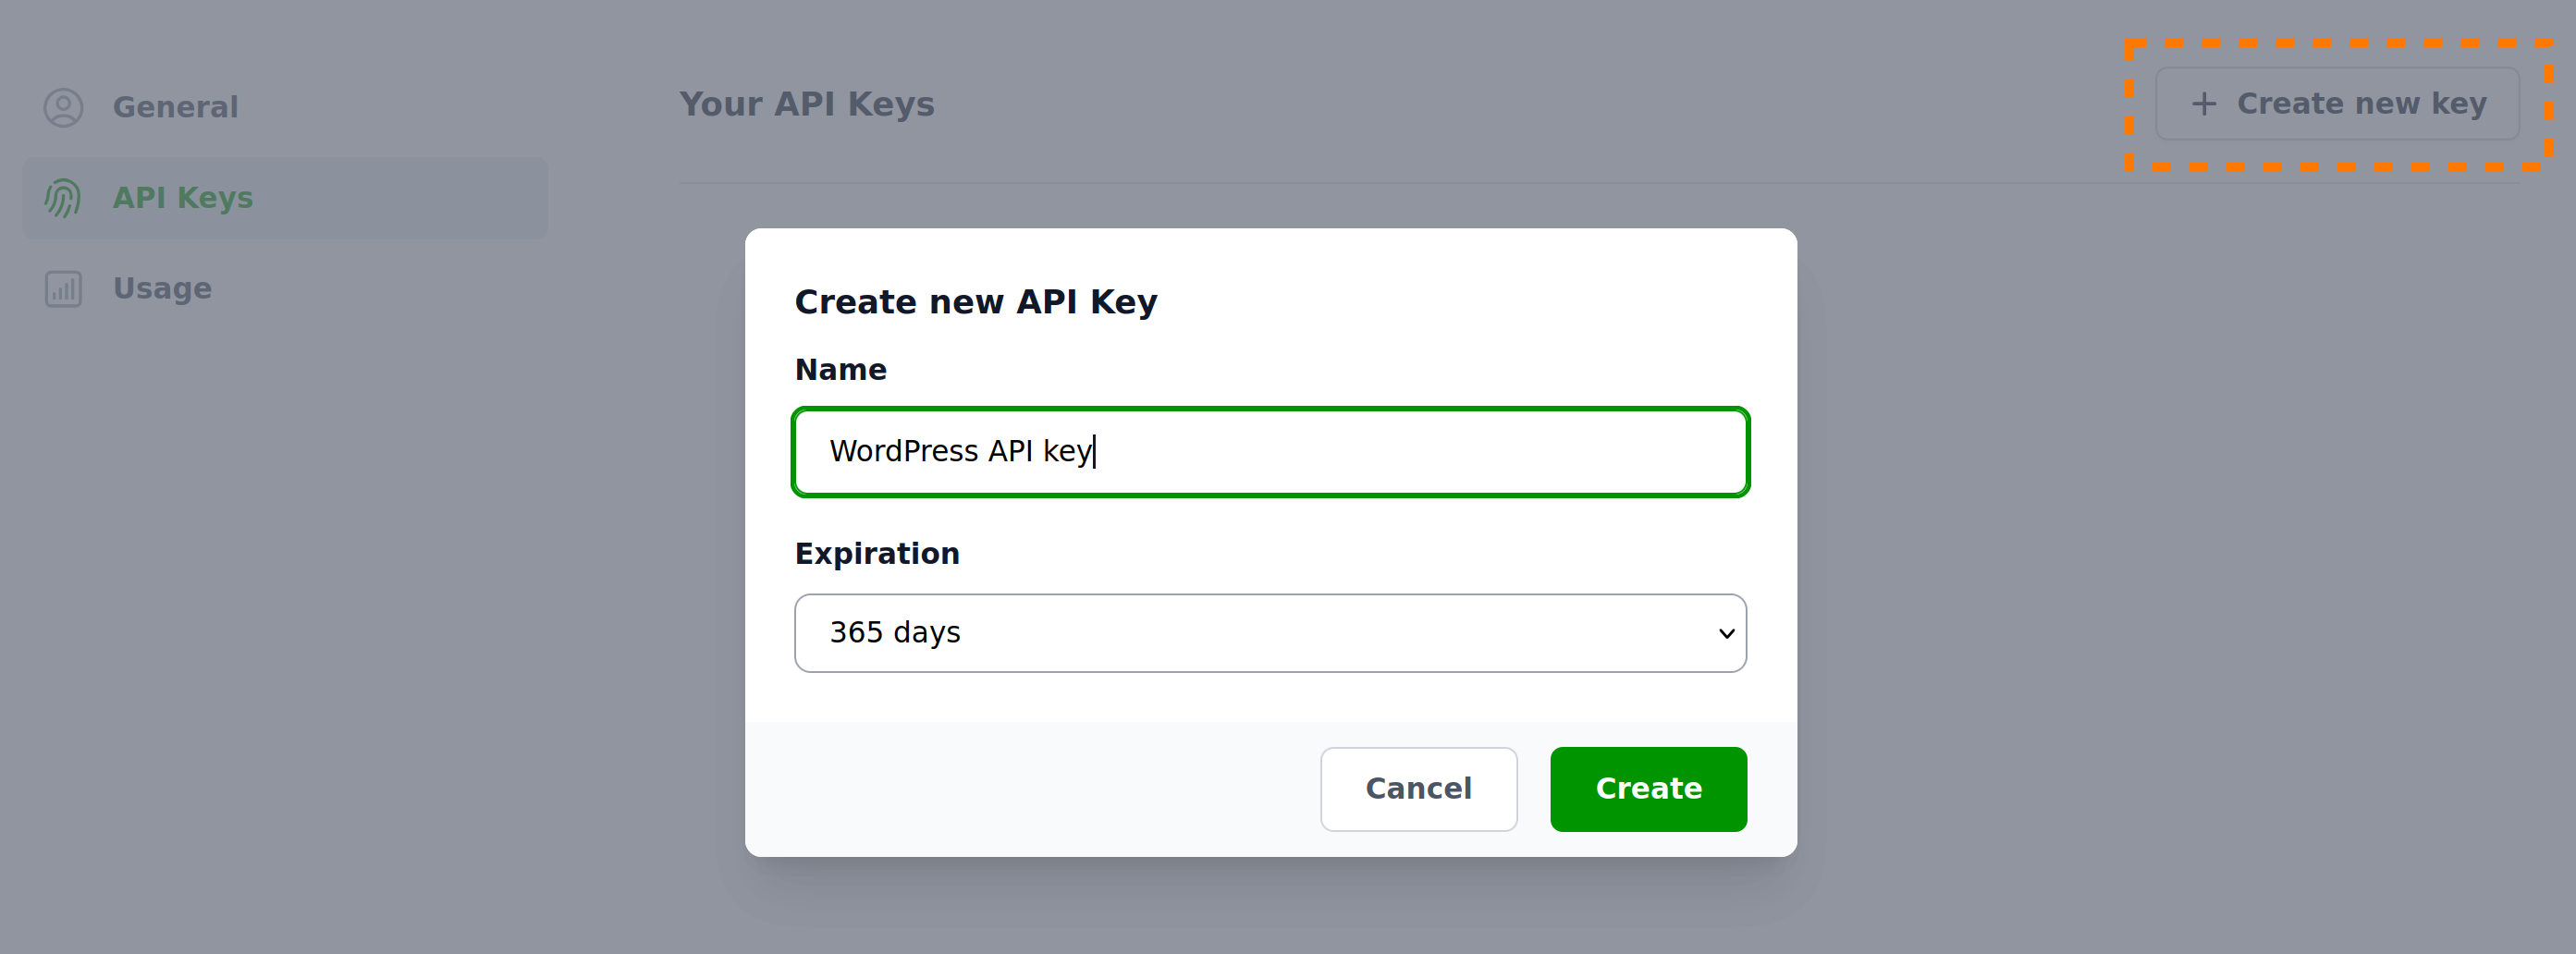 General
API Keys
Usage
Your API Keys
+ Create new key
Create new API Key
Name
WordPress API key
Expiration
365 days
Cancel
Create